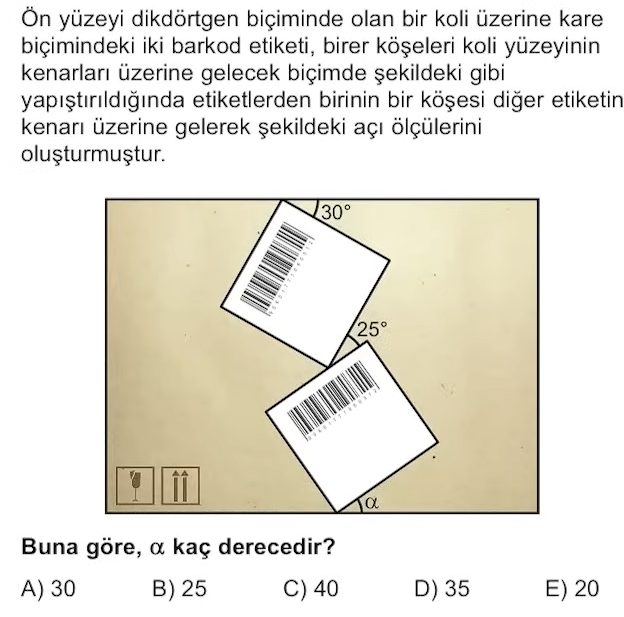 Ön yüzeyi dikdörtgen biçiminde olan bir koli üzerine kare
biçimindeki iki barkod etiketi, birer köşeleri koli yüzeyinin
kenarları üzerine gelecek biçimde şekildeki gibi
yapıştırıldığında etiketlerden birinin bir köşesi diğer etiketin
kenarı üzerine gelerek şekildeki açı ölçülerini
oluşturmuştur.
30°
25°
α
Buna göre, α kaç derecedir?
A) 30 B) 25 C) 40 D) 35 E) 20